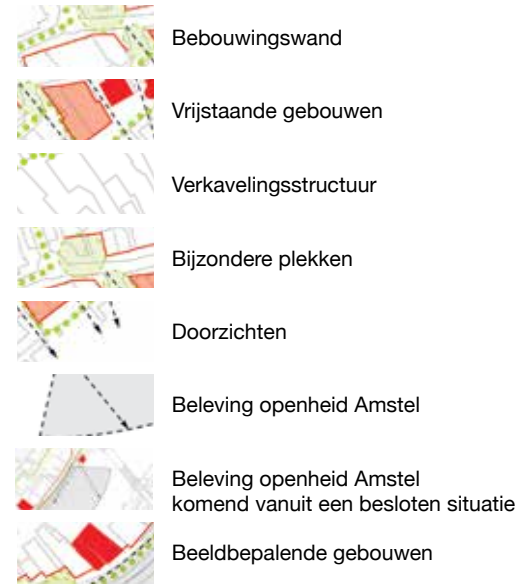 Bebouwingswand
Vrijstaande gebouwen
Verkavelingsstructuur
Bijzondere plekken
Doorzichten
Beleving openheid Amstel
Beleving openheid Amstel
komend vanuit een besloten situatie
Beeldbepalende gebouwen